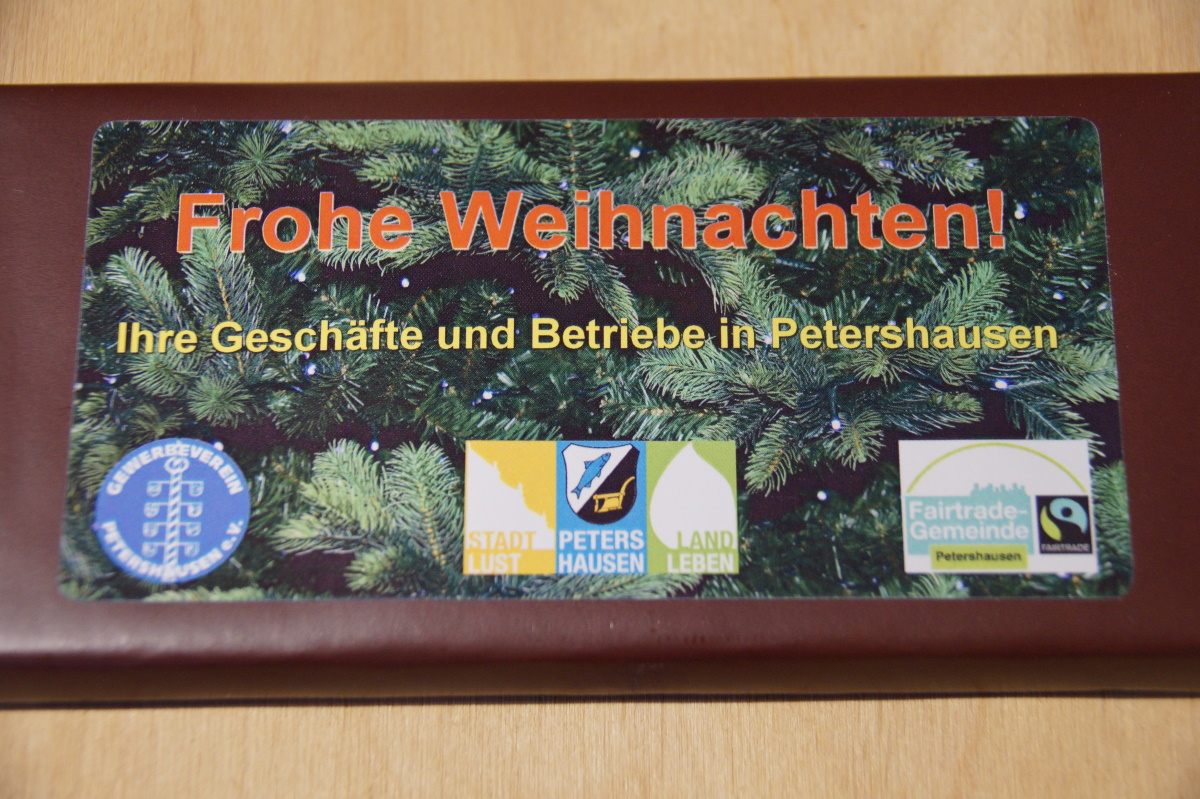 Frohe Weihnachten!
Ihre Geschäfte und Betriebe in Petershausen
GEWERBEVEREIN
PETERSHAUSEN e.V.
STADT
LUST
PETERS
HAUSEN
LAND
LEBEN
Fairtrade-
Gemeinde
Petershausen
FAIRTRADE